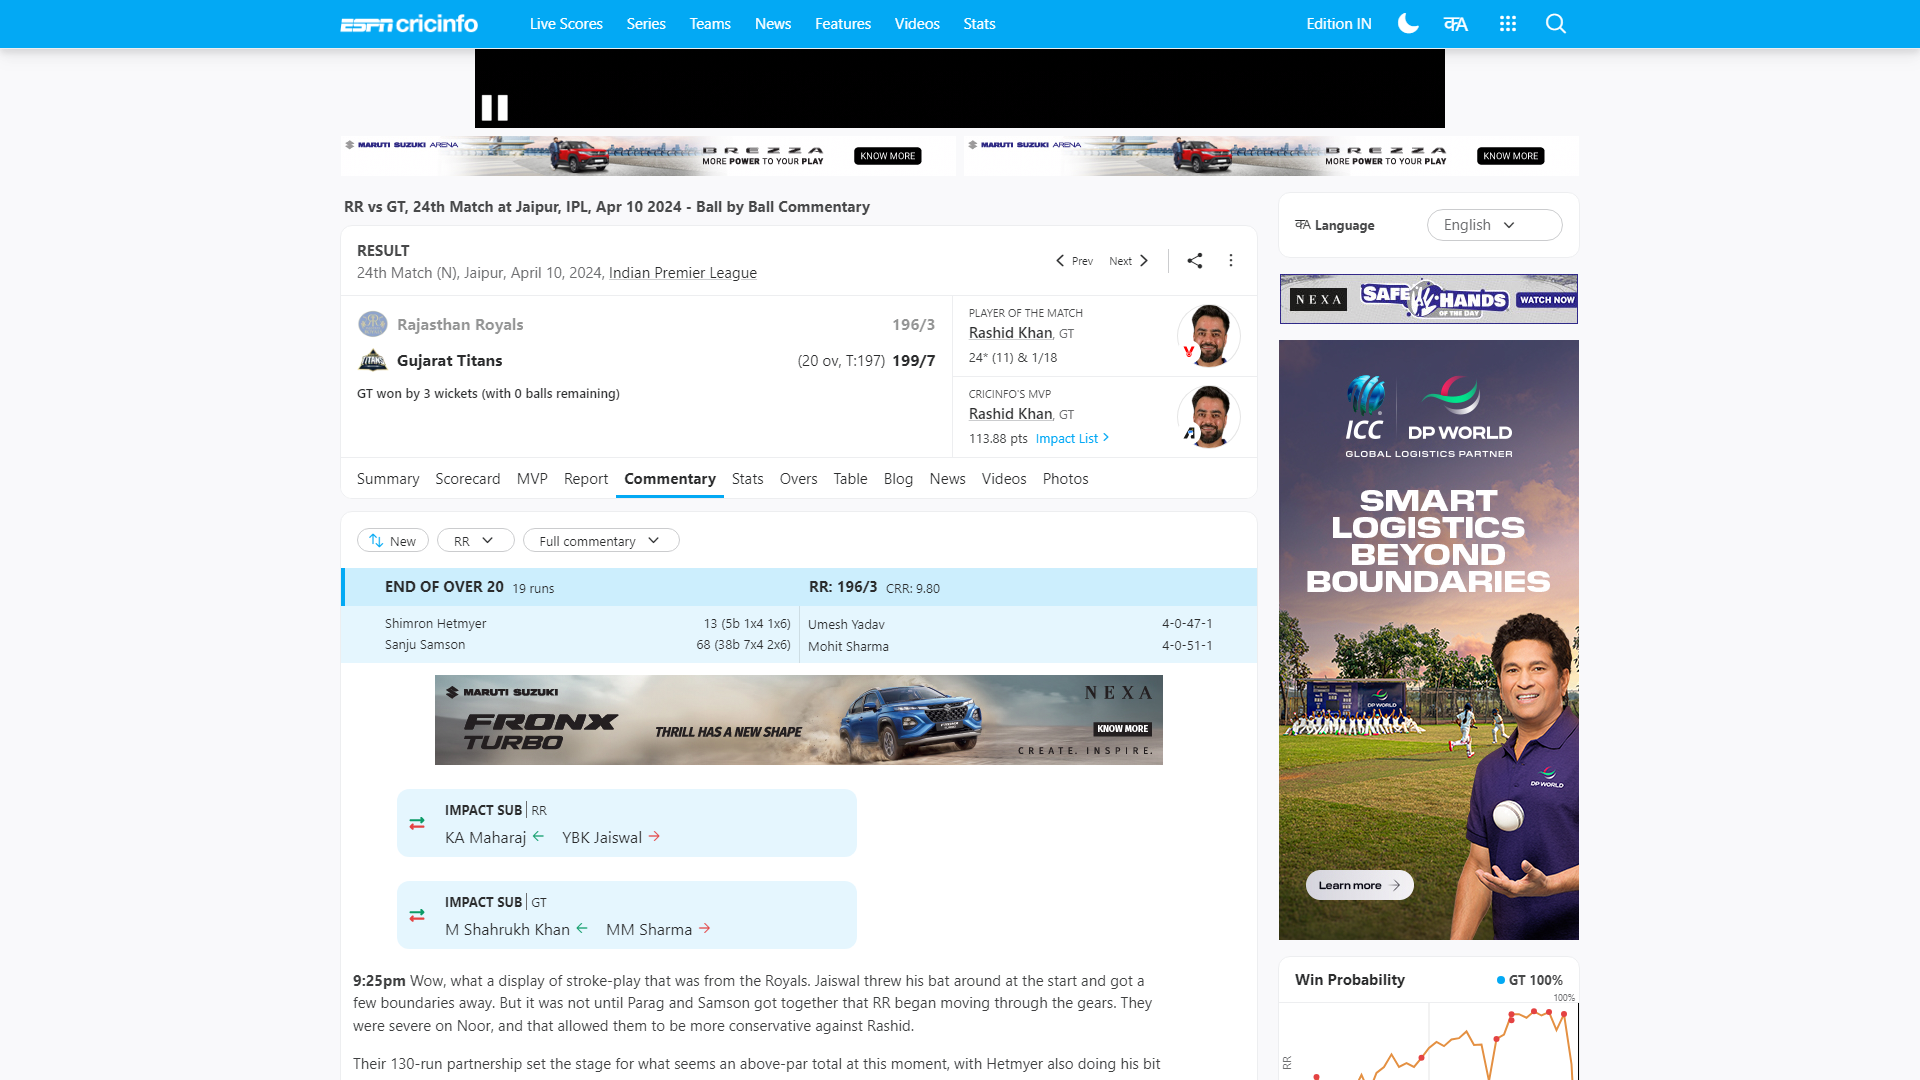 ESPN cricinfo Live Scores Series Teams News Features Videos Stats Edition IN
MARUTI SUZUKI ARENA BREZZA MORE POWER TO YOUR PLAY KNOW MORE
MARUTI SUZUKI ARENA BREZZA MORE POWER TO YOUR PLAY KNOW MORE
RR vs GT, 24th Match at Jaipur, IPL, Apr 10 2024 - Ball by Ball Commentary
RESULT
24th Match (N), Jaipur, April 10, 2024, Indian Premier League
Prev Next
Rajasthan Royals 196/3
Gujarat Titans (20 ov, T:197) 199/7
GT won by 3 wickets (with 0 balls remaining)
PLAYER OF THE MATCH
Rashid Khan, GT
24* (11) & 1/18
CRICINFO'S MVP
Rashid Khan, GT
113.88 pts Impact List
Summary Scorecard MVP Report Commentary Stats Overs Table Blog News Videos Photos
New RR Full commentary
END OF OVER 20 19 runs RR: 196/3 CRR: 9.80
Shimron Hetmyer 13 (5b 1x4 1x6) Umesh Yadav 4-0-47-1
Sanju Samson 68 (38b 7x4 2x6) Mohit Sharma 4-0-51-1
MARUTI SUZUKI NEXA
FRONX
TURBO
THRILL HAS A NEW SHAPE
KNOW MORE
CREATE. INSPIRE.
IMPACT SUB RR
KA Maharaj YBK Jaiswal
IMPACT SUB GT
M Shahrukh Khan MM Sharma
9:25pm Wow, what a display of stroke-play that was from the Royals. Jaiswal threw his bat around at the start and got a
few boundaries away. But it was not until Parag and Samson got together that RR began moving through the gears. They
were severe on Noor, and that allowed them to be more conservative against Rashid.
Their 130-run partnership set the stage for what seems an above-par total at this moment, with Hetmyer also doing his bit
Language English
NEXA SAFE HANDS OF THE DAY WATCH NOW
ICC DP WORLD
GLOBAL LOGISTICS PARTNER
SMART
LOGISTICS
BEYOND
BOUNDARIES
DP WORLD
DP WORLD
Learn more
Win Probability GT 100%
100%
RR